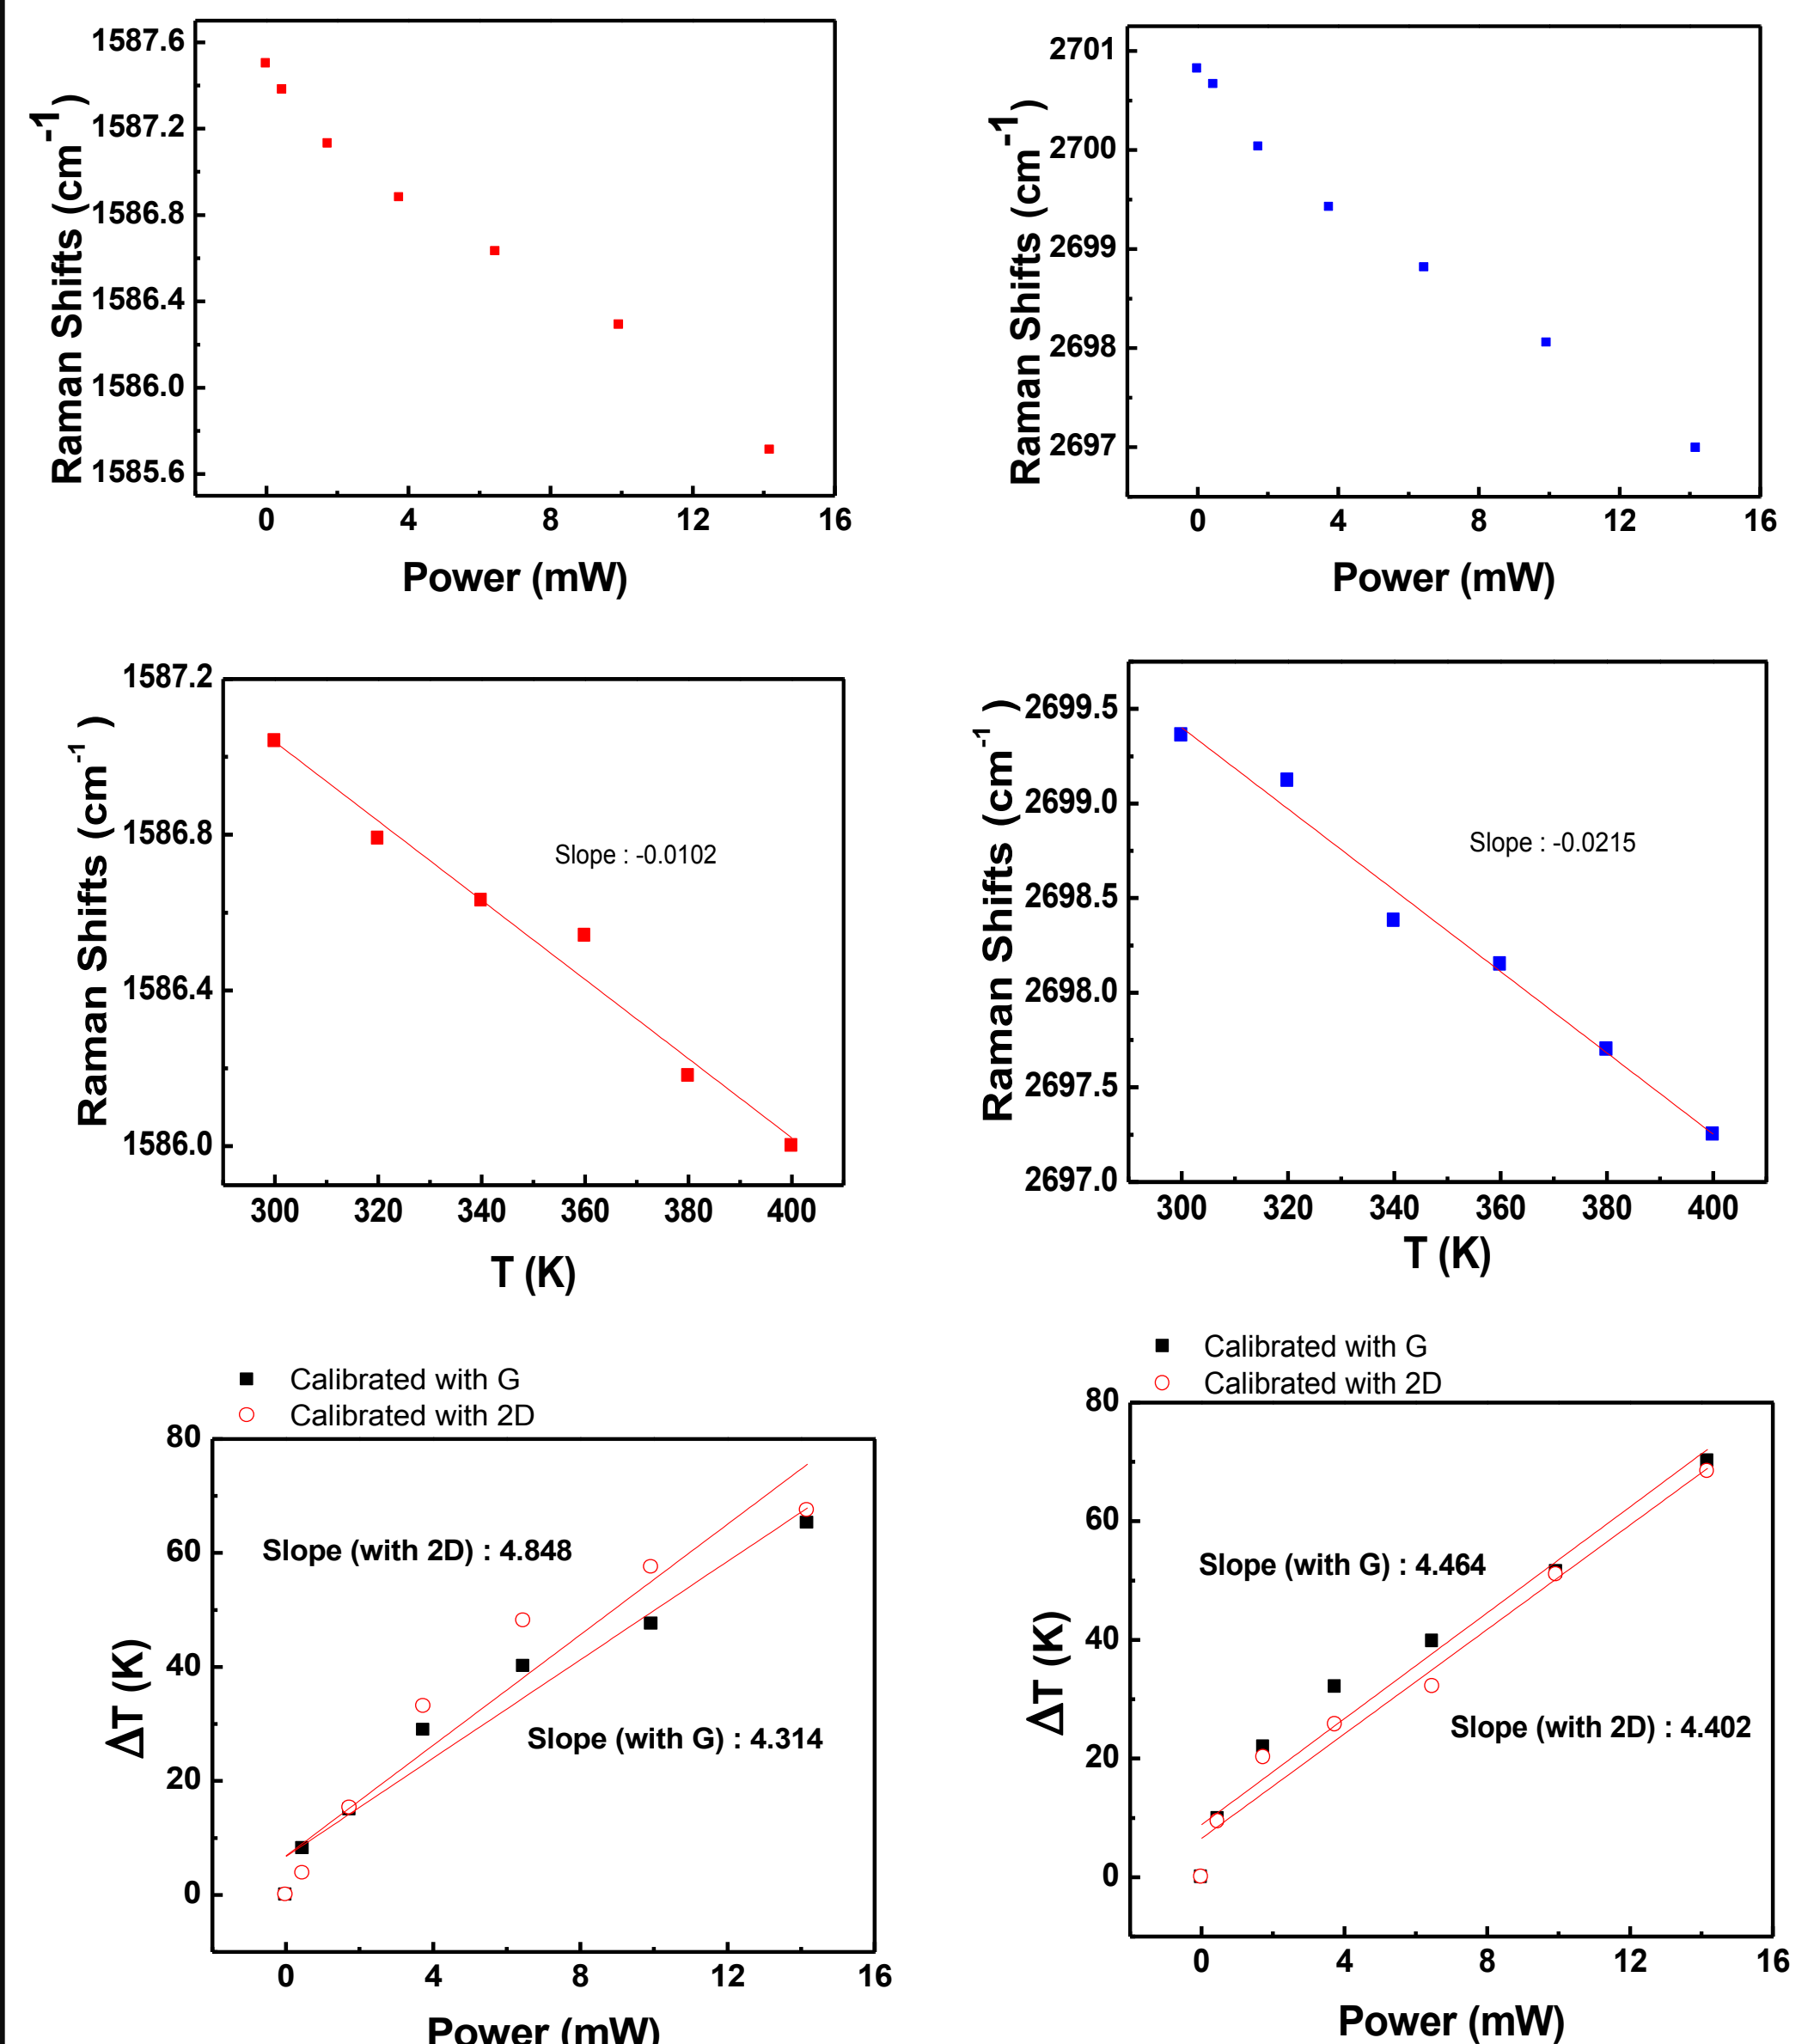 1587.6
1587.2
1586.8
1586.4
1586.0
1585.6
Raman Shifts (cm-1)
0 4 8 12 16
Power (mW)
2701
2700
2699
2698
2697
Raman Shifts (cm-1)
0 4 8 12 16
Power (mW)
1587.2
1586.8
1586.4
1586.0
Raman Shifts (cm-1)
Slope : -0.0102
300 320 340 360 380 400
T (K)
2699.5
2699.0
2698.5
2698.0
2697.5
2697.0
Raman Shifts (cm-1)
Slope : -0.0215
300 320 340 360 380 400
T (K)
Calibrated with G
Calibrated with 2D
80
60
40
20
0
ΔT (K)
Slope (with 2D) : 4.848
Slope (with G) : 4.314
0 4 8 12 16
Power (mW)
Calibrated with G
Calibrated with 2D
80
60
40
20
0
ΔT (K)
Slope (with G) : 4.464
Slope (with 2D) : 4.402
0 4 8 12 16
Power (mW)